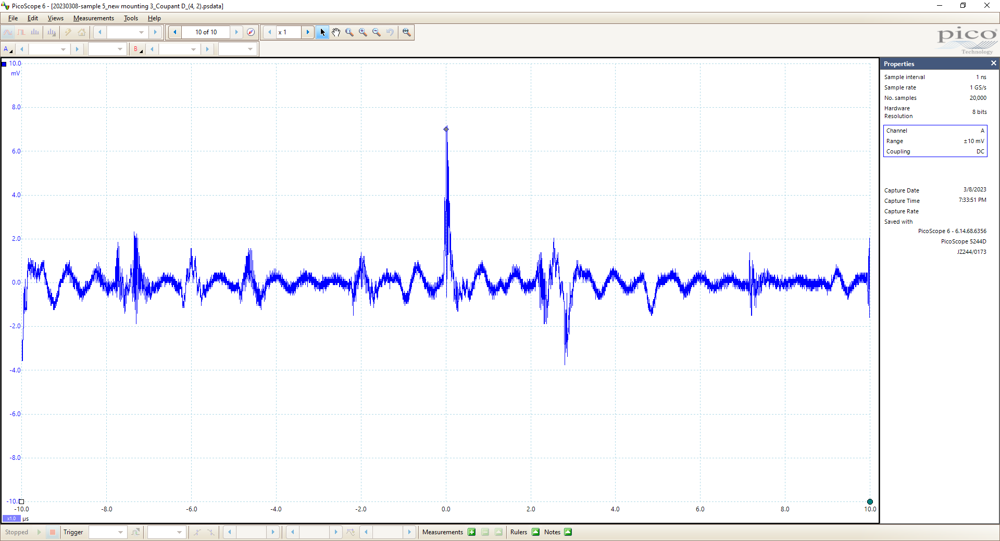 PicoScope 6 - [20230308-sample 5_new mounting 3_Coupant D_(4, 2).psdata]
File Edit Views Measurements Tools Help
10 of 10 x 1
A B
pico
Technology
10.0
mV
8.0
6.0
4.0
2.0
0.0
-2.0
-4.0
-6.0
-8.0
-10.0
-10.0 -8.0 -6.0 -4.0 -2.0 0.0 2.0 4.0 6.0 8.0 10.0
x1.0 µs
Properties
Sample interval 1 ns
Sample rate 1 GS/s
No. samples 20,000
Hardware
Resolution 8 bits
Channel A
Range ±10 mV
Coupling DC
Capture Date 3/8/2023
Capture Time 7:33:51 PM
Capture Rate
Saved with
PicoScope 6 - 6.14.68.6356
PicoScope 5244D
JZ244/0173
Stopped Trigger Measurements Rulers Notes